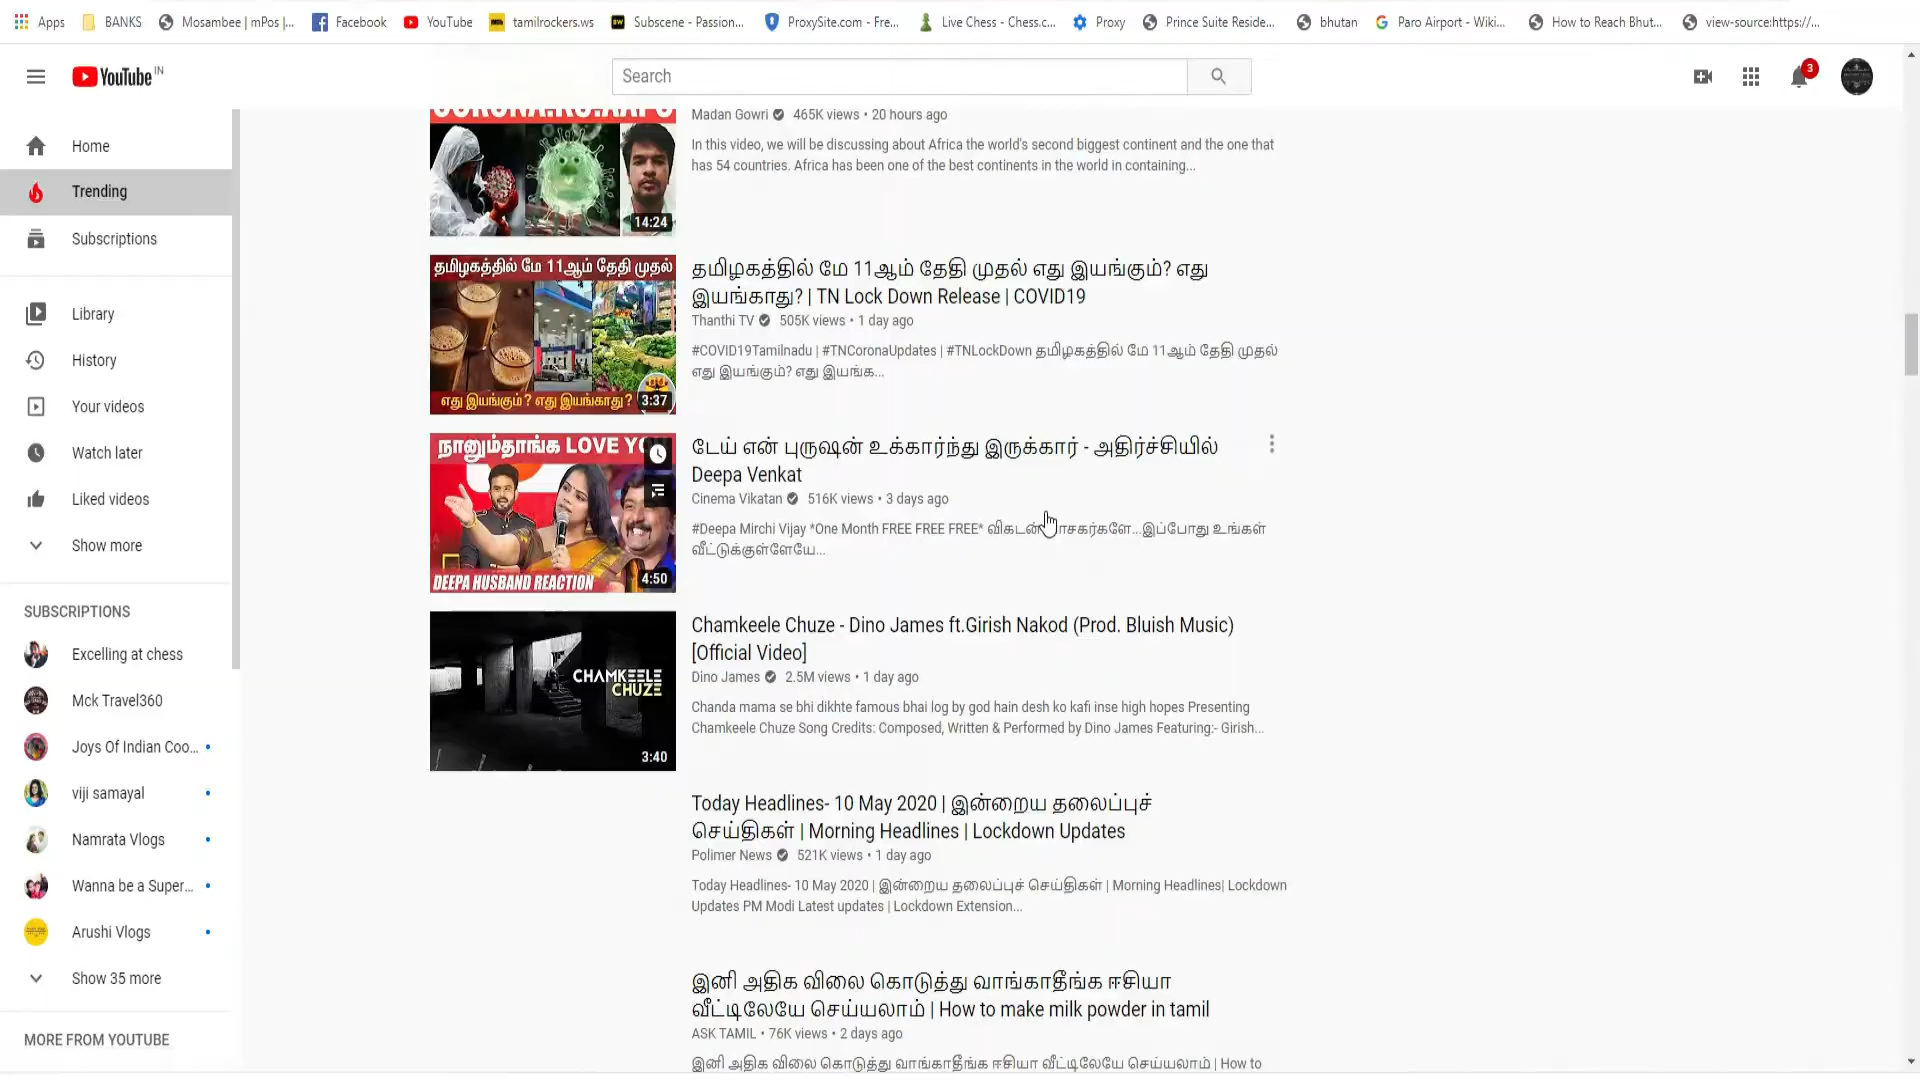 Apps
BANKS
Mosambee | mPos |...
Facebook
YouTube
tamilrockers.ws
Subscene - Passion...
ProxySite.com - Fre...
Live Chess - Chess.c...
Proxy
Prince Suite Reside...
bhutan
Paro Airport - Wiki...
How to Reach Bhut...
view-source:https://...
YouTube IN
Search
3
Home
Trending
Subscriptions
Library
History
Your videos
Watch later
Liked videos
Show more
SUBSCRIPTIONS
Excelling at chess
Mck Travel360
Joys Of Indian Coo...
viji samayal
Namrata Vlogs
Wanna be a Super...
Arushi Vlogs
Show 35 more
MORE FROM YOUTUBE
14:24
Madan Gowri 465K views • 20 hours ago
In this video, we will be discussing about Africa the world's second biggest continent and the one that
has 54 countries. Africa has been one of the best continents in the world in containing...
தமிழகத்தில் மே 11ஆம் தேதி முதல்
எது இயங்கும் ? எது இயங்காது ?
3:37
தமிழகத்தில் மே 11ஆம் தேதி முதல் எது இயங்கும்? எது
இயங்காது? | TN Lock Down Release | COVID19
Thanthi TV 505K views • 1 day ago
#COVID19Tamilnadu | #TNCoronaUpdates | #TNLockDown தமிழகத்தில் மே 11ஆம் தேதி முதல்
எது இயங்கும்? எது இயங்க...
நானும்தாங்க LOVE
DEEPA HUSBAND REACTION
4:50
டேய் என் புருஷன் உக்கார்ந்து இருக்கார் - அதிர்ச்சியில்
Deepa Venkat
Cinema Vikatan 516K views • 3 days ago
#Deepa Mirchi Vijay *One Month FREE FREE FREE* விகடன் ...இப்போது உங்கள்
வீட்டுக்குள்ளேயே...
CHAMKEELE
CHUZE
3:40
Chamkeele Chuze - Dino James ft.Girish Nakod (Prod. Bluish Music)
[Official Video]
Dino James 2.5M views • 1 day ago
Chanda mama se bhi dikhte famous bhai log by god hain desh ko kafi inse high hopes Presenting
Chamkeele Chuze Song Credits: Composed, Written & Performed by Dino James Featuring:- Girish...
Today Headlines- 10 May 2020 | இன்றைய தலைப்புச்
செய்திகள் | Morning Headlines | Lockdown Updates
Polimer News 521K views • 1 day ago
Today Headlines- 10 May 2020 | இன்றைய தலைப்புச் செய்திகள் | Morning Headlines| Lockdown
Updates PM Modi Latest updates | Lockdown Extension...
இனி அதிக விலை கொடுத்து வாங்காதீங்க ஈசியா
வீட்டிலேயே செய்யலாம் | How to make milk powder in tamil
ASK TAMIL • 76K views • 2 days ago
இனி அதிக விலை கொடுத்து வாங்காதீங்க ஈசியா வீட்டிலேயே செய்யலாம் | How to